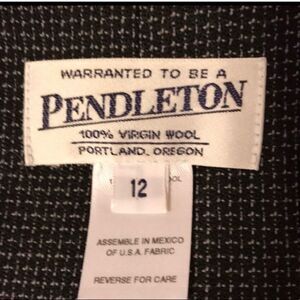 WARRANTED TO BE A
PENDLETON
100% VIRGIN WOOL
PORTLAND, OREGON
12
ASSEMBLE IN MEXICO
OF U.S.A. FABRIC
REVERSE FOR CARE